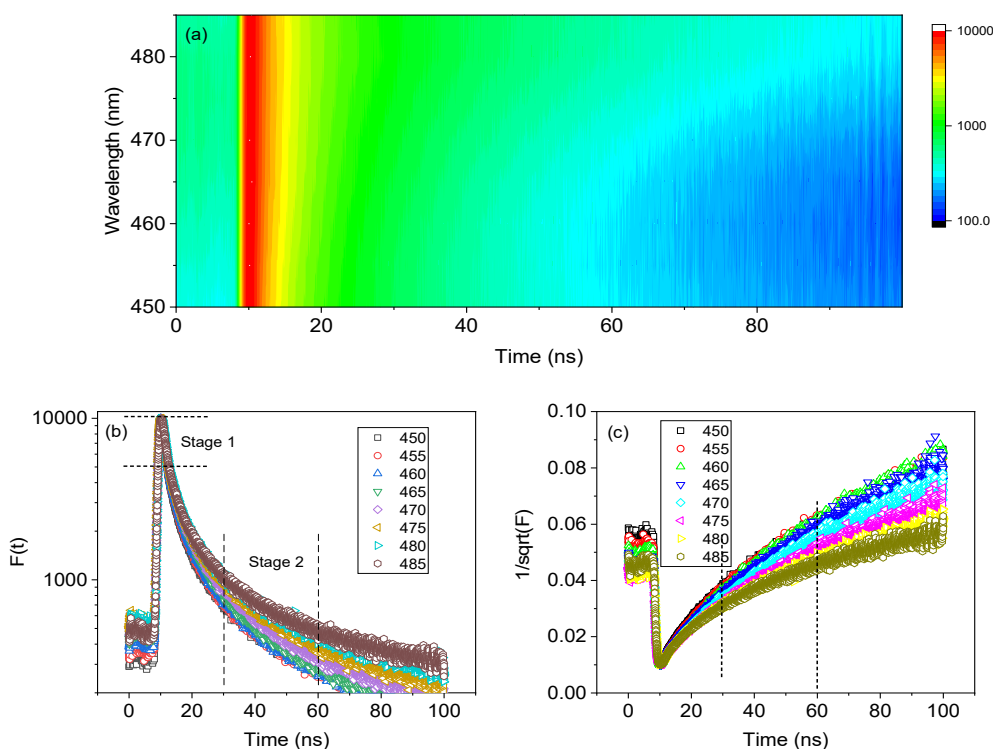 (a)
480
470
460
450
Wavelength (nm)
0 20 40 60 80
Time (ns)
10000
1000
100.0
(b)
10000
1000
F(t)
Stage 1
Stage 2
450
455
460
465
470
475
480
485
0 20 40 60 80 100
Time (ns)
(c)
0.10
0.08
0.06
0.04
0.02
0.00
1/sqrt(F)
450
455
460
465
470
475
480
485
0 20 40 60 80 100
Time (ns)